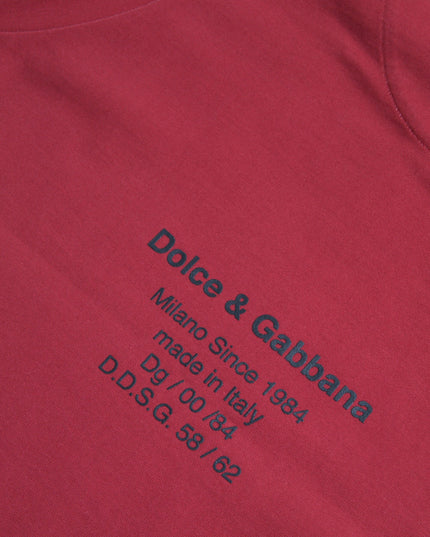 Dolce & Gabbana
Milano Since 1984
made in Italy
Dg / 00 /84
D.D.S.G. 58 / 62